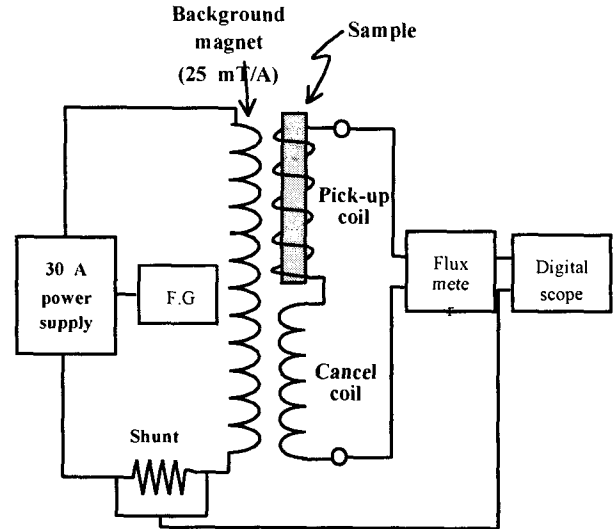 Background
magnet
(25 mT/A)
Sample
Pick-up
coil
30 A
power
supply
F.G
Flux
mete
r
Digital
scope
Cancel
coil
Shunt